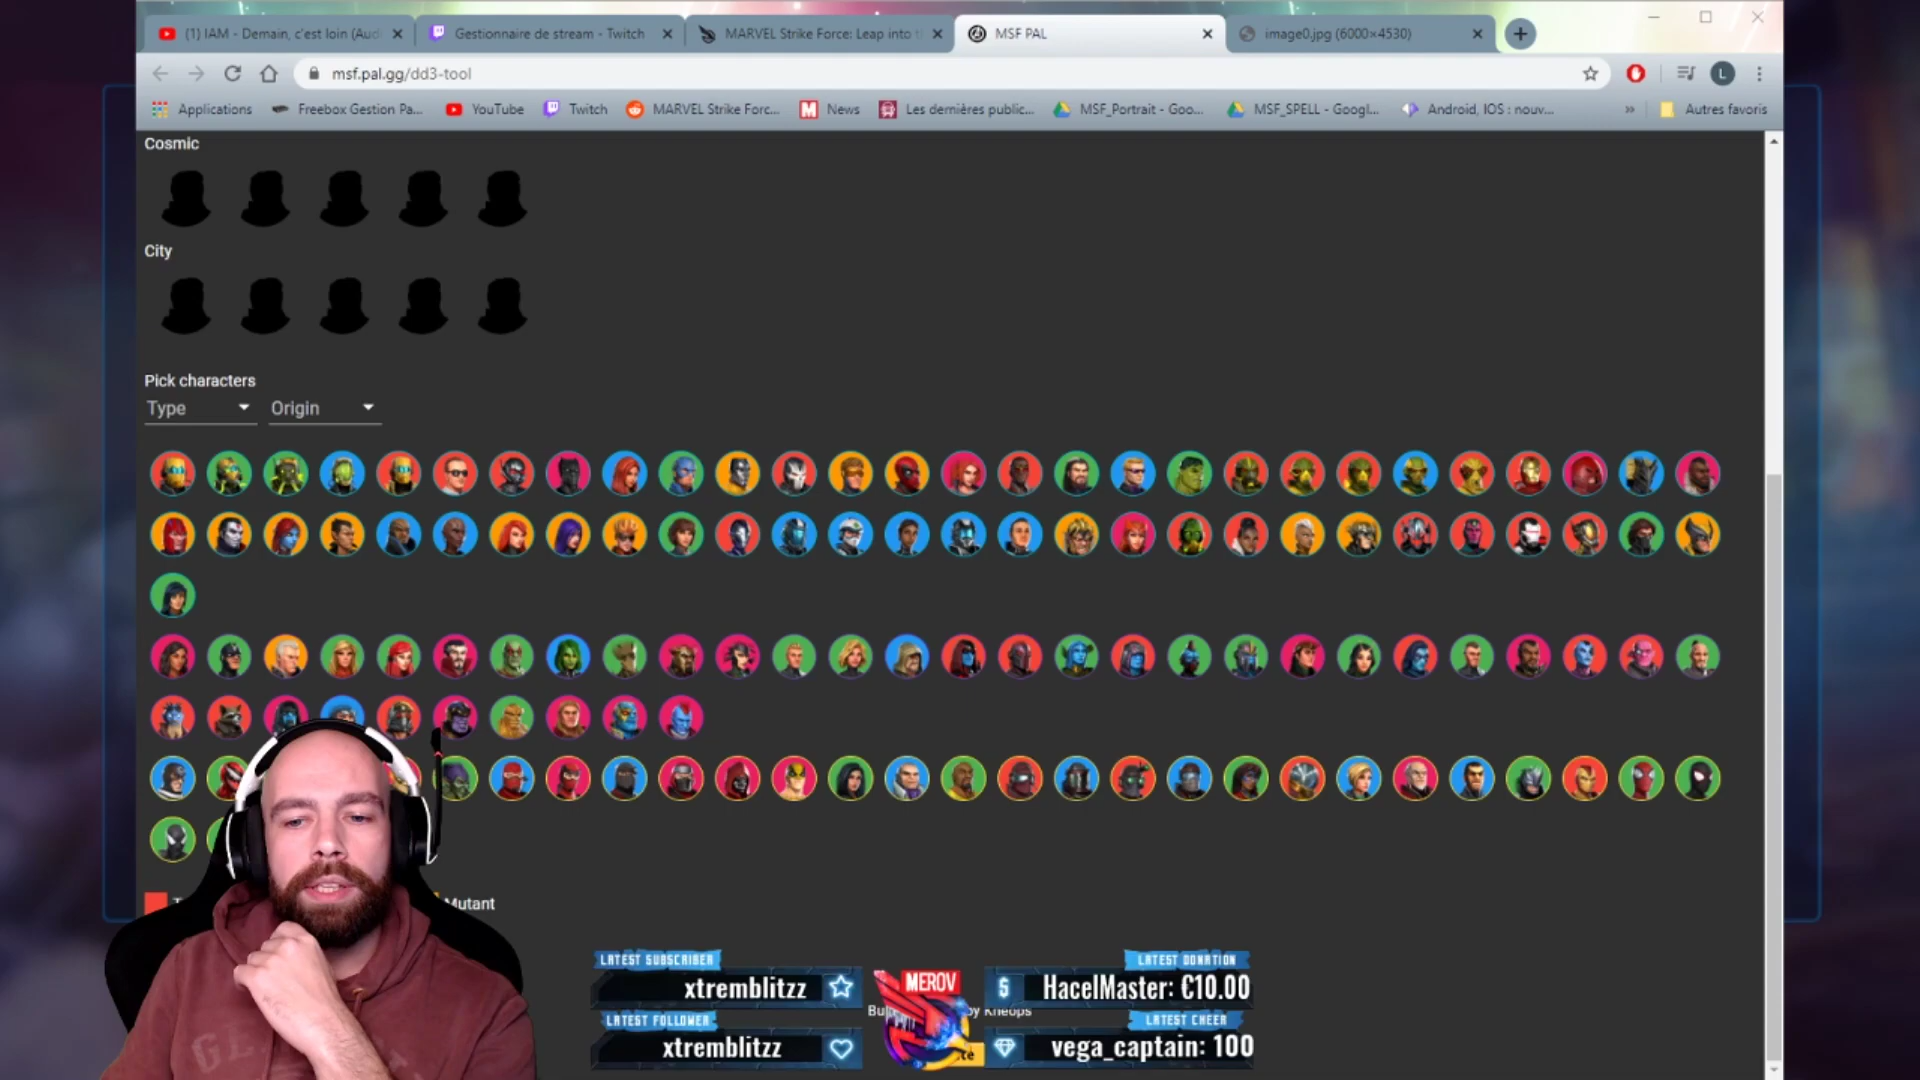 (1) IAM - Demain, c'est loin (Aud
Gestionnaire de stream - Twitch
MARVEL Strike Force: Leap into t
MSF PAL
image0.jpg (6000×4530)
msf.pal.gg/dd3-tool
L
Applications
Freebox Gestion Pa...
YouTube
Twitch
MARVEL Strike Forc...
News
Les dernières public...
MSF_Portrait - Goo...
MSF_SPELL - Googl...
Android, IOS : nouv...
Autres favoris
Cosmic
City
Pick characters
Type
Origin
Mutant
LATEST SUBSCRIBER
xtremblitzz
LATEST FOLLOWER
xtremblitzz
MEROV
LATEST DONATION
HacelMaster: €10.00
by Kheops
LATEST CHEER
vega_captain: 100